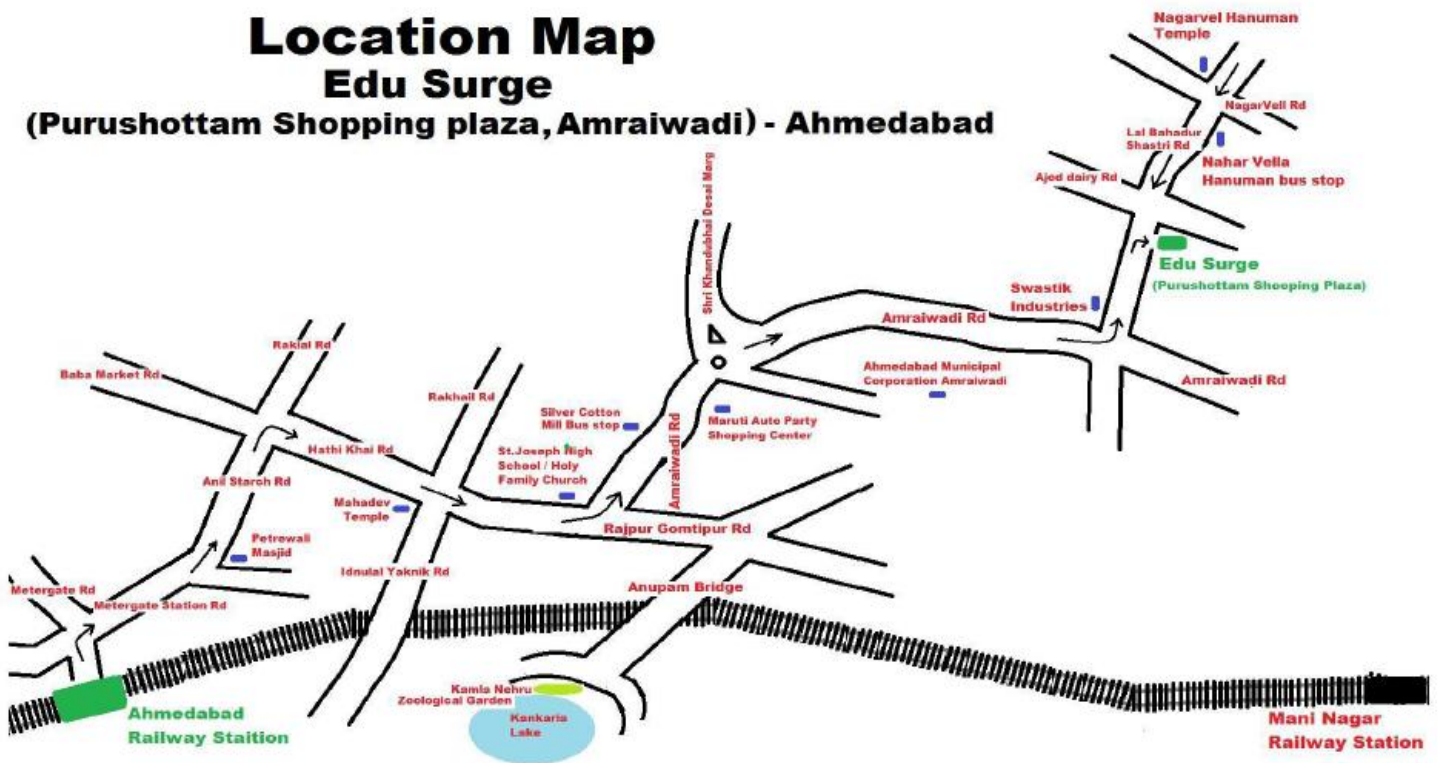 Location Map
Edu Surge
(Purushottam Shopping plaza, Amraiwadi) - Ahmedabad
Nagarvel Hanuman
Temple
NagarVell Rd
Lal Bahadur
Shastri Rd
Nahar Vella
Hanuman bus stop
Ajod dairy Rd
Shri Khandubhai Desai Marg
Edu Surge
(Purushottam Shooping Plaza)
Swastik
Industries
Amraiwadi Rd
Rakial Rd
Baba Market Rd
Ahmedabad Municipal
Corporation Amraiwadi
Amraiwadi Rd
Rakhail Rd
Silver Cotton
Mill Bus stop
Maruti Auto Party
Shopping Center
Amraiwadi Rd
Hathi Khai Rd
St.Joseph High
School / Holy
Family Church
Anil Starch Rd
Mahadev
Temple
Rajpur Gomtipur Rd
Petrewali
Masjid
Idnulal Yaknik Rd
Anupam Bridge
Metergate Rd
Metergate Station Rd
Kamla Nehru
Zoological Garden
Kankaria
Lake
Ahmedabad
Railway Staition
Mani Nagar
Railway Station